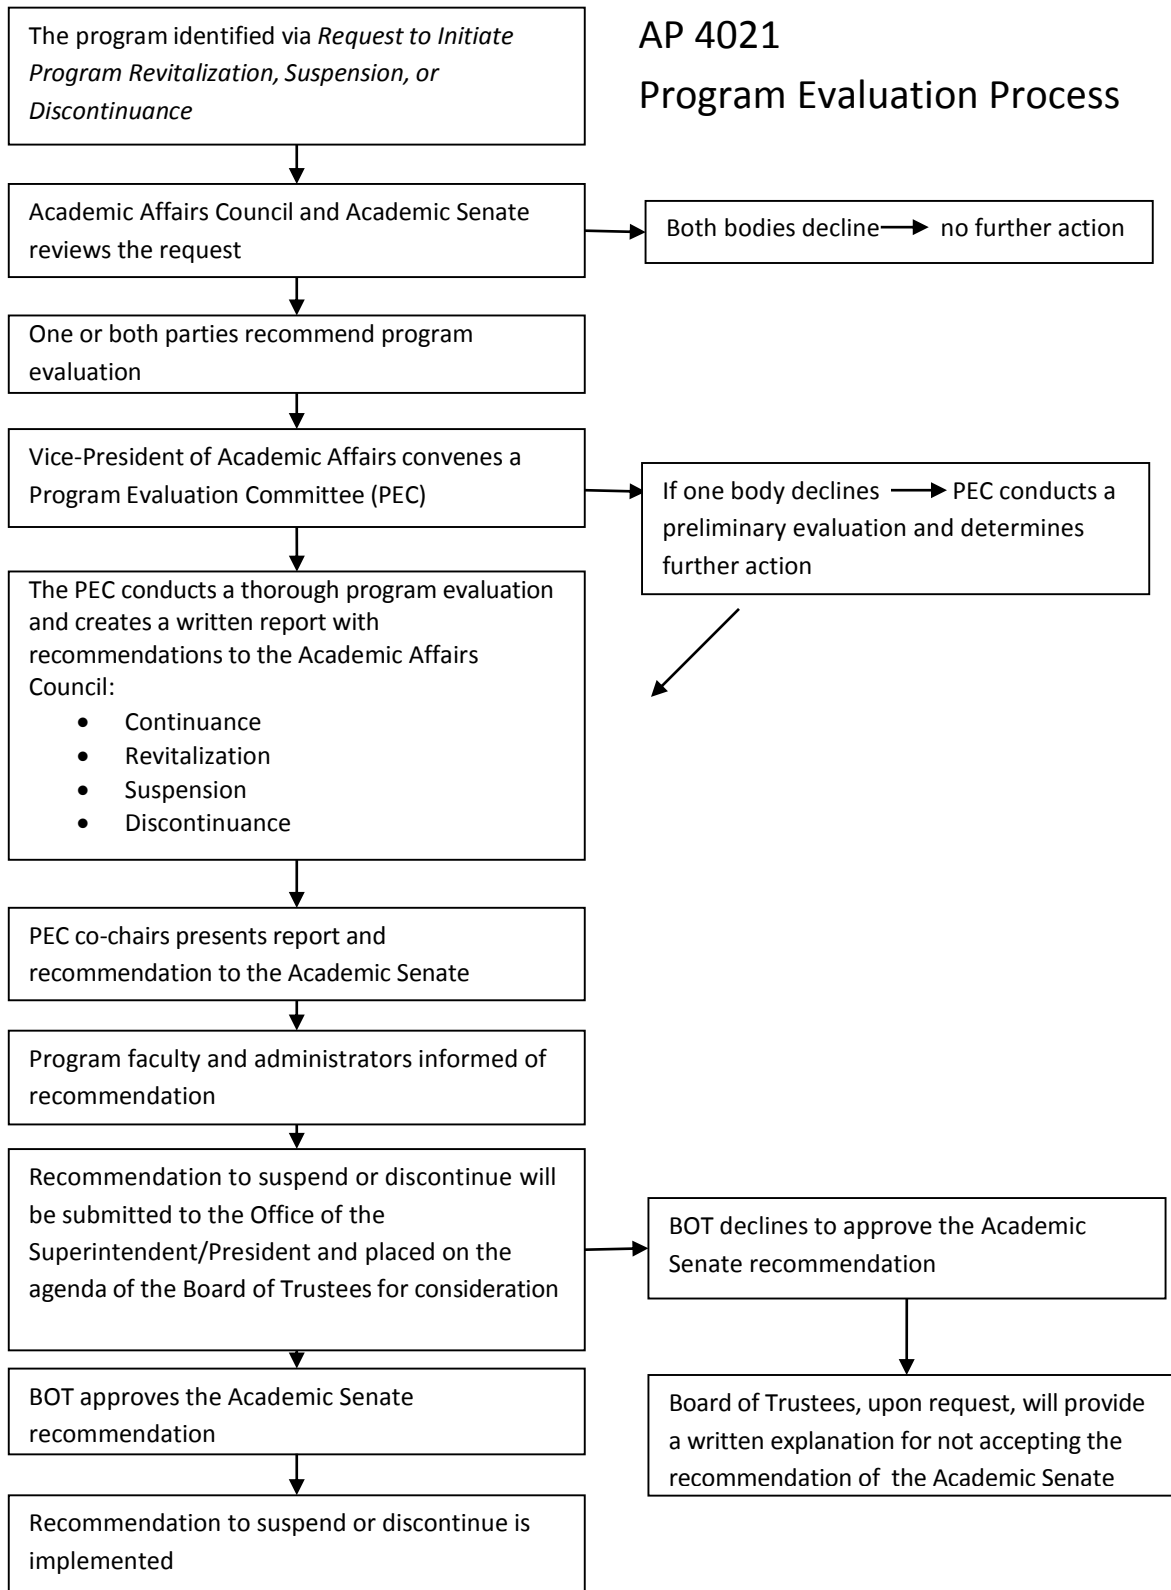 AP 4021
Program Evaluation Process
The program identified via Request to Initiate
Program Revitalization, Suspension, or
Discontinuance
Academic Affairs Council and Academic Senate
reviews the request
Both bodies decline no further action
One or both parties recommend program
evaluation
Vice-President of Academic Affairs convenes a
Program Evaluation Committee (PEC)
If one body declines PEC conducts a
preliminary evaluation and determines
further action
The PEC conducts a thorough program evaluation
and creates a written report with
recommendations to the Academic Affairs
Council:
• Continuance
• Revitalization
• Suspension
• Discontinuance
PEC co-chairs presents report and
recommendation to the Academic Senate
Program faculty and administrators informed of
recommendation
Recommendation to suspend or discontinue will
be submitted to the Office of the
Superintendent/President and placed on the
agenda of the Board of Trustees for consideration
BOT declines to approve the Academic
Senate recommendation
BOT approves the Academic Senate
recommendation
Board of Trustees, upon request, will provide
a written explanation for not accepting the
recommendation of the Academic Senate
Recommendation to suspend or discontinue is
implemented